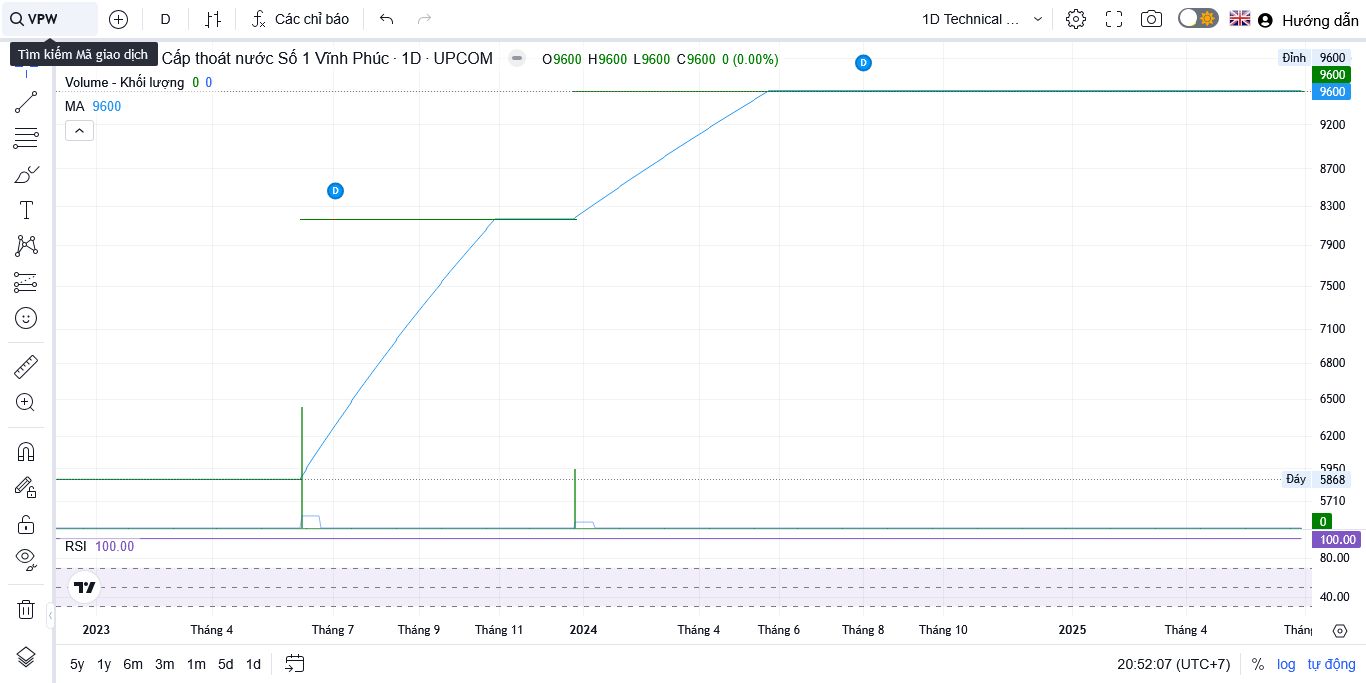 VPW
D
Các chỉ báo
1D Technical ...
Hướng dẫn
Tìm kiếm Mã giao dịch
Cấp thoát nước Số 1 Vĩnh Phúc · 1D · UPCOM
O9600 H9600 L9600 C9600 0 (0.00%)
Volume - Khối lượng 0 0
MA 9600
D
D
Đỉnh 9600
9600
9600
9200
8700
8300
7900
7500
7100
6800
6500
6200
5950
Đáy 5868
5710
0
RSI 100.00
100.00
80.00
40.00
2023 Tháng 4 Tháng 7 Tháng 9 Tháng 11 2024 Tháng 4 Tháng 6 Tháng 8 Tháng 10 2025 Tháng 4
5y 1y 6m 3m 1m 5d 1d
20:52:07 (UTC+7) % log tự động